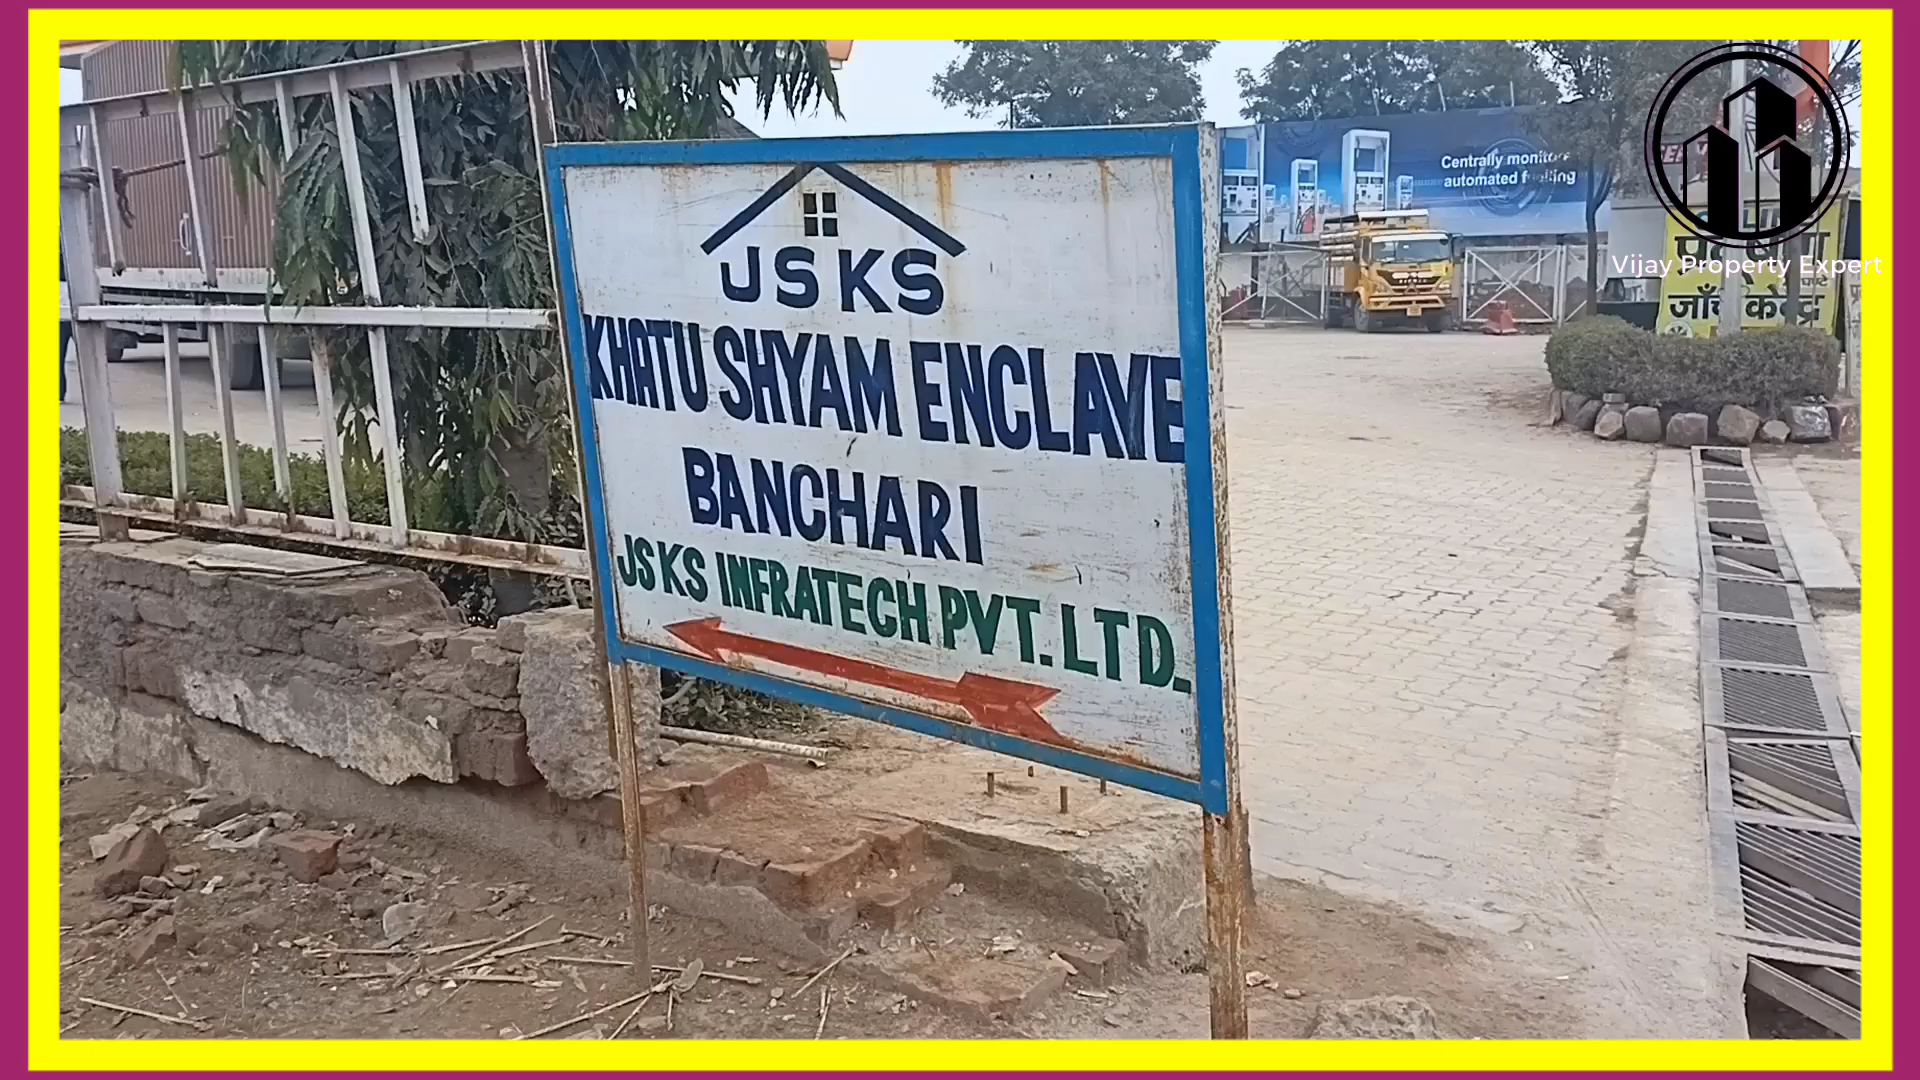 JSKS
KHATU SHYAM ENCLAVE
BANCHARI
JSKS INFRATECH PVT. LTD.
Centrally monitored
automated fuelling
Vijay Property Expert
जाँच केन्द्र